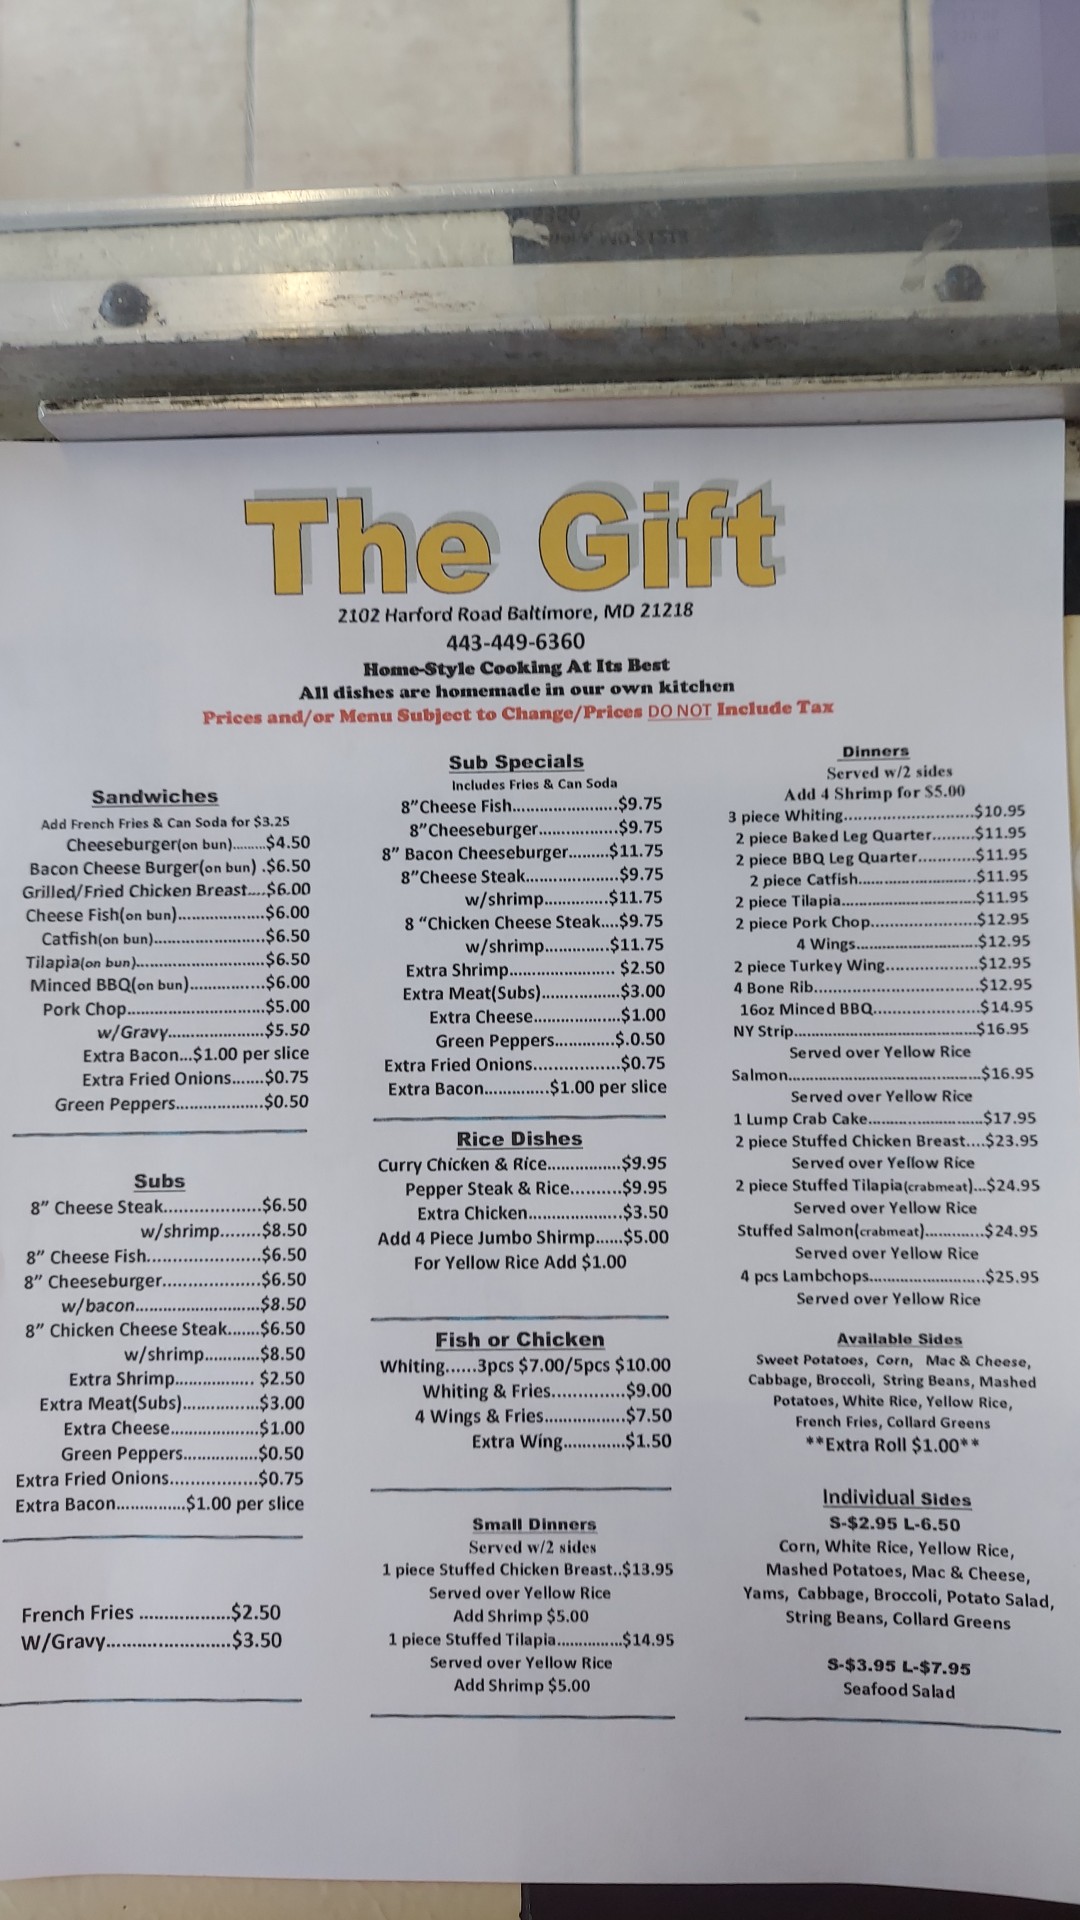 The Gift
2102 Harford Road Baltimore, MD 21218
443-449-6360
Home-Style Cooking At Its Best
All dishes are homemade in our own kitchen
Prices and/or Menu Subject to Change/Prices DO NOT Include Tax
Sandwiches
Add French Fries & Can Soda for $3.25
Cheeseburger(on bun).........$4.50
Bacon Cheese Burger(on bun) .$6.50
Grilled/Fried Chicken Breast....$6.00
Cheese Fish(on bun)...................$6.00
Catfish(on bun).........................$6.50
Tilapia(on bun)............................$6.50
Minced BBQ(on bun)................$6.00
Pork Chop..............................$5.00
w/Gravy.....................$5.50
Extra Bacon...$1.00 per slice
Extra Fried Onions.......$0.75
Green Peppers...................$0.50
Subs
8" Cheese Steak.....................$6.50
w/shrimp........$8.50
8" Cheese Fish........................$6.50
8" Cheeseburger.....................$6.50
w/bacon...........................$8.50
8" Chicken Cheese Steak.......$6.50
w/shrimp............$8.50
Extra Shrimp................. $2.50
Extra Meat(Subs)................$3.00
Extra Cheese...................$1.00
Green Peppers................$0.50
Extra Fried Onions...................$0.75
Extra Bacon...............$1.00 per slice
French Fries ...................$2.50
W/Gravy..........................$3.50
Sub Specials
Includes Fries & Can Soda
8"Cheese Fish.......................$9.75
8"Cheeseburger.................$9.75
8" Bacon Cheeseburger.........$11.75
8"Cheese Steak....................$9.75
w/shrimp..............$11.75
8 "Chicken Cheese Steak....$9.75
w/shrimp..............$11.75
Extra Shrimp....................... $2.50
Extra Meat(Subs).................$3.00
Extra Cheese...................$1.00
Green Peppers.............$.0.50
Extra Fried Onions...................$0.75
Extra Bacon..............$1.00 per slice
Rice Dishes
Curry Chicken & Rice................$9.95
Pepper Steak & Rice...........$9.95
Extra Chicken.....................$3.50
Add 4 Piece Jumbo Shirmp......$5.00
For Yellow Rice Add $1.00
Fish or Chicken
Whiting......3pcs $7.00/5pcs $10.00
Whiting & Fries................$9.00
4 Wings & Fries..................$7.50
Extra Wing.............$1.50
Small Dinners
Served w/2 sides
1 piece Stuffed Chicken Breast..$13.95
Served over Yellow Rice
Add Shrimp $5.00
1 piece Stuffed Tilapia...............$14.95
Served over Yellow Rice
Add Shrimp $5.00
Dinners
Served w/2 sides
Add 4 Shrimp for $5.00
3 piece Whiting...........................$10.95
2 piece Baked Leg Quarter.........$11.95
2 piece BBQ Leg Quarter............$11.95
2 piece Catfish.........................$11.95
2 piece Tilapia............................$11.95
2 piece Pork Chop.......................$12.95
4 Wings..........................$12.95
2 piece Turkey Wing...................$12.95
4 Bone Rib..................................$12.95
16oz Minced BBQ.......................$14.95
NY Strip........................................$16.95
Served over Yellow Rice
Salmon..........................................$16.95
Served over Yellow Rice
1 Lump Crab Cake.........................$17.95
2 piece Stuffed Chicken Breast....$23.95
Served over Yellow Rice
2 piece Stuffed Tilapia(crabmeat)...$24.95
Served over Yellow Rice
Stuffed Salmon(crabmeat)..............$24.95
Served over Yellow Rice
4 pcs Lambchops.........................$25.95
Served over Yellow Rice
Available Sides
Sweet Potatoes, Corn, Mac & Cheese,
Cabbage, Broccoli, String Beans, Mashed
Potatoes, White Rice, Yellow Rice,
French Fries, Collard Greens
**Extra Roll $1.00**
Individual Sides
S-$2.95 L-6.50
Corn, White Rice, Yellow Rice,
Mashed Potatoes, Mac & Cheese,
Yams, Cabbage, Broccoli, Potato Salad,
String Beans, Collard Greens
S-$3.95 L-$7.95
Seafood Salad